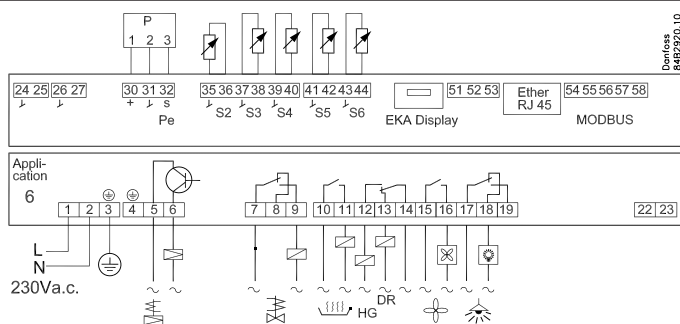 P
1 2 3
Danfoss
84B2920.10
24 25 26 27 30 31 32 35 36 37 38 39 40 41 42 43 44 51 52 53 Ether RJ 45 54 55 56 57 58
+ s S2 S3 S4 S5 S6
Pe EKA Display MODBUS
Appli-
cation
6
1 2 3 4 5 6 7 8 9 10 11 12 13 14 15 16 17 18 19 22 23
L
N
230Va.c.
HG DR